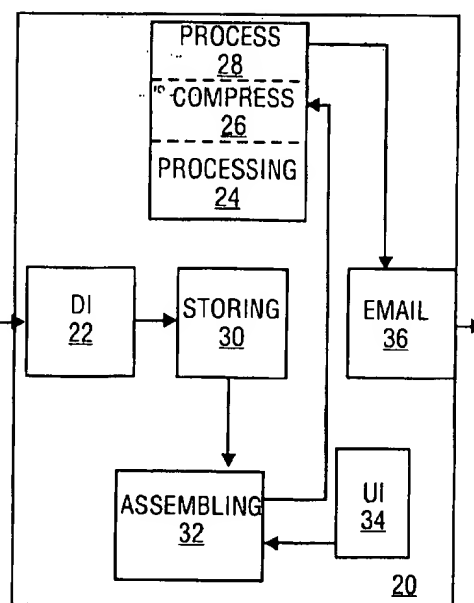 PROCESS
28
COMPRESS
26
PROCESSING
24
DI
22
STORING
30
EMAIL
36
ASSEMBLING
32
UI
34
20